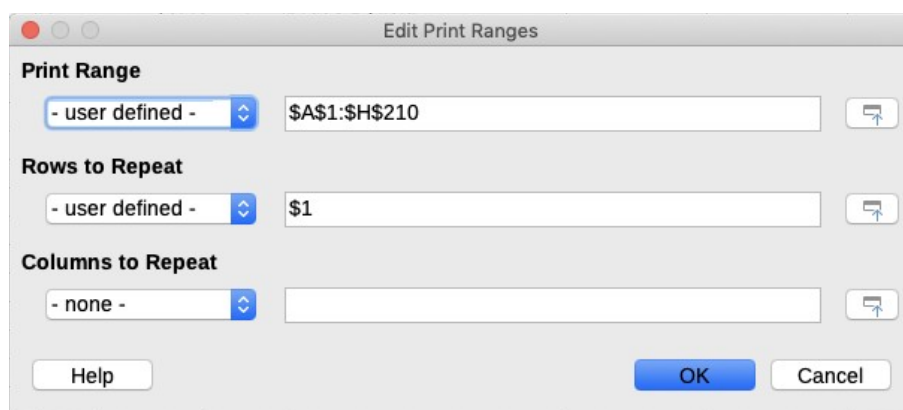 Edit Print Ranges
Print Range
- user defined - $A$1:$H$210
Rows to Repeat
- user defined - $1
Columns to Repeat
- none -
Help OK Cancel